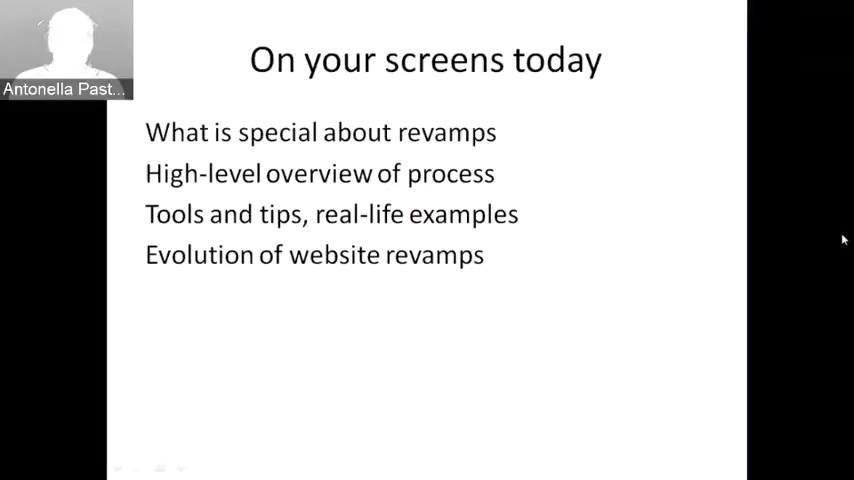 On your screens today
Antonella Past...
What is special about revamps
High-level overview of process
Tools and tips, real-life examples
Evolution of website revamps